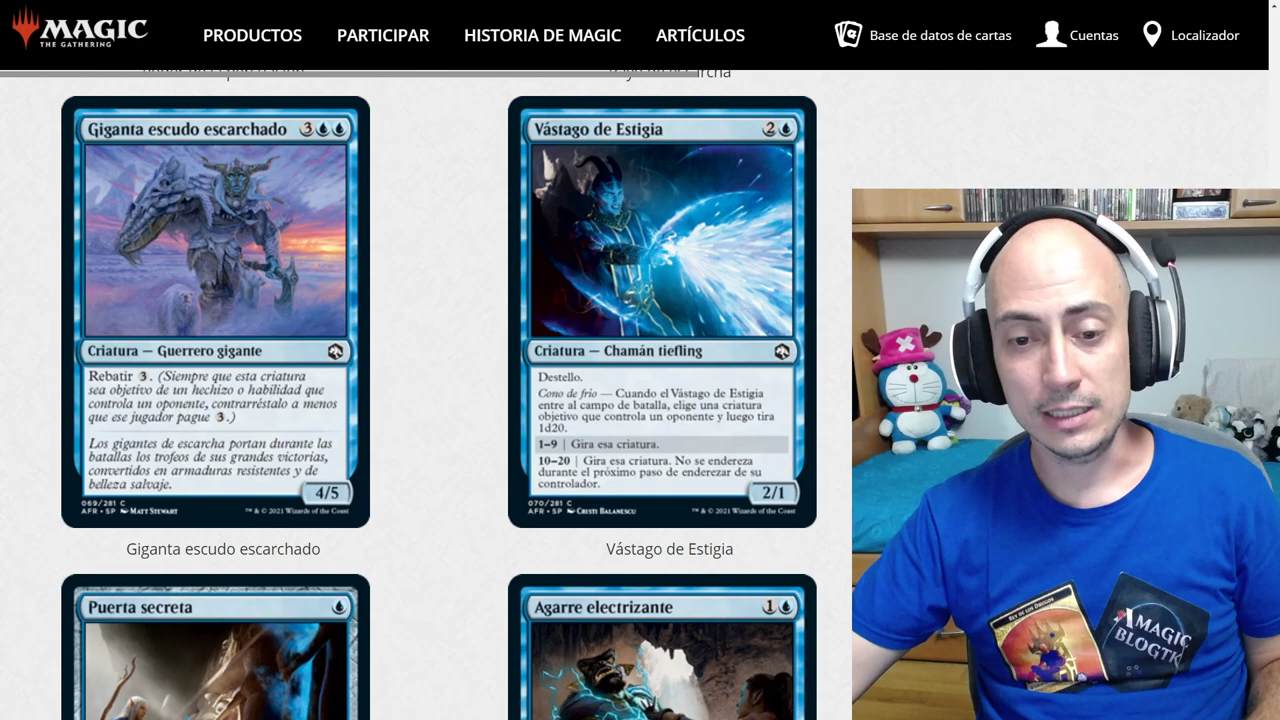 MAGIC
THE GATHERING
PRODUCTOS
PARTICIPAR
HISTORIA DE MAGIC
ARTÍCULOS
Base de datos de cartas
Cuentas
Localizador
Giganta escudo escarchado 3
Criatura — Guerrero gigante
Rebatir 3. (Siempre que esta criatura
sea objetivo de un hechizo o habilidad que
controla un oponente, contrarréstalo a menos
que ese jugador pague 3.)
Los gigantes de escarcha portan durante las
batallas los trofeos de sus grandes victorias,
convertidos en armaduras resistentes y de
belleza salvaje.
4/5
069/281 C
AFR • SP MATT STEWART
™ & © 2021 Wizards of the Coast
Giganta escudo escarchado
Vástago de Estigia 2
Criatura — Chamán tiefling
Destello.
Cono de frío — Cuando el Vástago de Estigia
entre al campo de batalla, elige una criatura
objetivo que controla un oponente y luego tira
1d20.
1–9 | Gira esa criatura.
10–20 | Gira esa criatura. No se endereza
durante el próximo paso de enderezar de su
controlador.
2/1
070/281 C
AFR • SP CRISTI BALANESCU
™ & © 2021 Wizards of the Coast
Vástago de Estigia
Puerta secreta
Agarre electrizante 1
REY DE LOS DRUGOS
MAGIC
BLOGTK